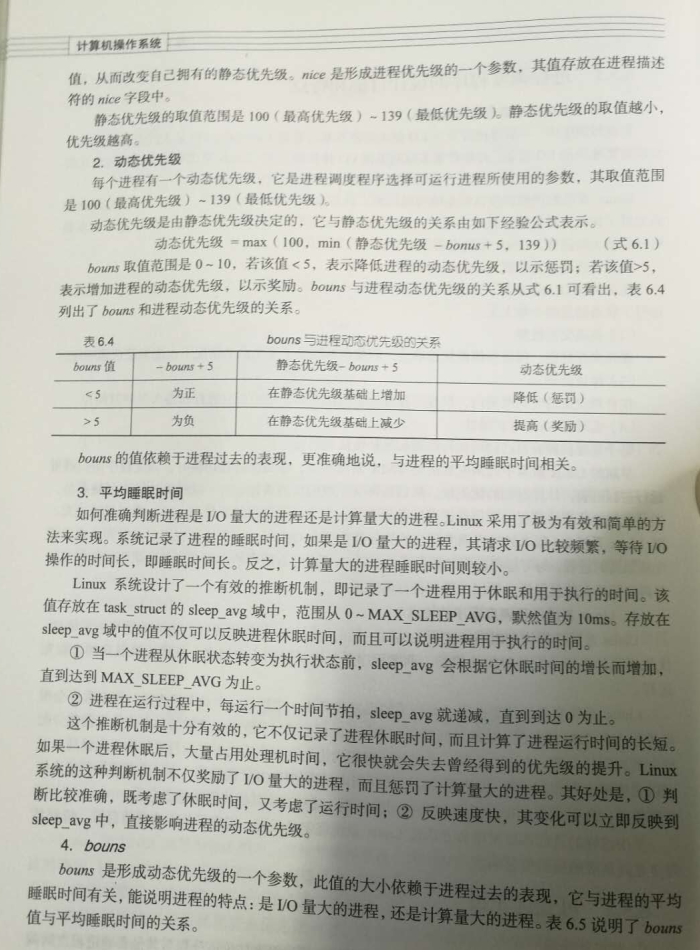 计算机操作系统
值，从而改变自己拥有的静态优先级。nice 是形成进程优先级的一个参数，其值存放在进程描述
符的 nice 字段中。
静态优先级的取值范围是 100（最高优先级）~139（最低优先级）。静态优先级的取值越小，
优先级越高。
2. 动态优先级
每个进程有一个动态优先级，它是进程调度程序选择可运行进程所使用的参数，其取值范围
是 100（最高优先级）~139（最低优先级）。
动态优先级是由静态优先级决定的，它与静态优先级的关系由如下经验公式表示。
动态优先级 = max（100，min（静态优先级 - bonus + 5，139）） （式 6.1）
bouns 取值范围是 0~10，若该值<5，表示降低进程的动态优先级，以示惩罚；若该值>5，
表示增加进程的动态优先级，以示奖励。bouns 与进程动态优先级的关系从式 6.1 可看出，表 6.4
列出了 bouns 和进程动态优先级的关系。
表 6.4 bouns 与进程动态优先级的关系
bouns 值 - bouns + 5 静态优先级- bouns + 5 动态优先级
<5 为正 在静态优先级基础上增加 降低（惩罚）
>5 为负 在静态优先级基础上减少 提高（奖励）
bouns 的值依赖于进程过去的表现，更准确地说，与进程的平均睡眠时间相关。
3. 平均睡眠时间
如何准确判断进程是 I/O 量大的进程还是计算量大的进程。Linux 采用了极为有效和简单的方
法来实现。系统记录了进程的睡眠时间，如果是 I/O 量大的进程，其请求 I/O 比较频繁，等待 I/O
操作的时间长，即睡眠时间长。反之，计算量大的进程睡眠时间则较小。
Linux 系统设计了一个有效的推断机制，即记录了一个进程用于休眠和用于执行的时间。该
值存放在 task_struct 的 sleep_avg 域中，范围从 0~MAX_SLEEP_AVG，默然值为 10ms。存放在
sleep_avg 域中的值不仅可以反映进程休眠时间，而且可以说明进程用于执行的时间。
① 当一个进程从休眠状态转变为执行状态前，sleep_avg 会根据它休眠时间的增长而增加，
直到达到 MAX_SLEEP_AVG 为止。
② 进程在运行过程中，每运行一个时间节拍，sleep_avg 就递减，直到到达 0 为止。
这个推断机制是十分有效的，它不仅记录了进程休眠时间，而且计算了进程运行时间的长短。
如果一个进程休眠后，大量占用处理机时间，它很快就会失去曾经得到的优先级的提升。Linux
系统的这种判断机制不仅奖励了 I/O 量大的进程，而且惩罚了计算量大的进程。其好处是，① 判
断比较准确，既考虑了休眠时间，又考虑了运行时间；② 反映速度快，其变化可以立即反映到
sleep_avg 中，直接影响进程的动态优先级。
4. bouns
bouns 是形成动态优先级的一个参数，此值的大小依赖于进程过去的表现，它与进程的平均
睡眠时间有关，能说明进程的特点：是 I/O 量大的进程，还是计算量大的进程。表 6.5 说明了 bouns
值与平均睡眠时间的关系。